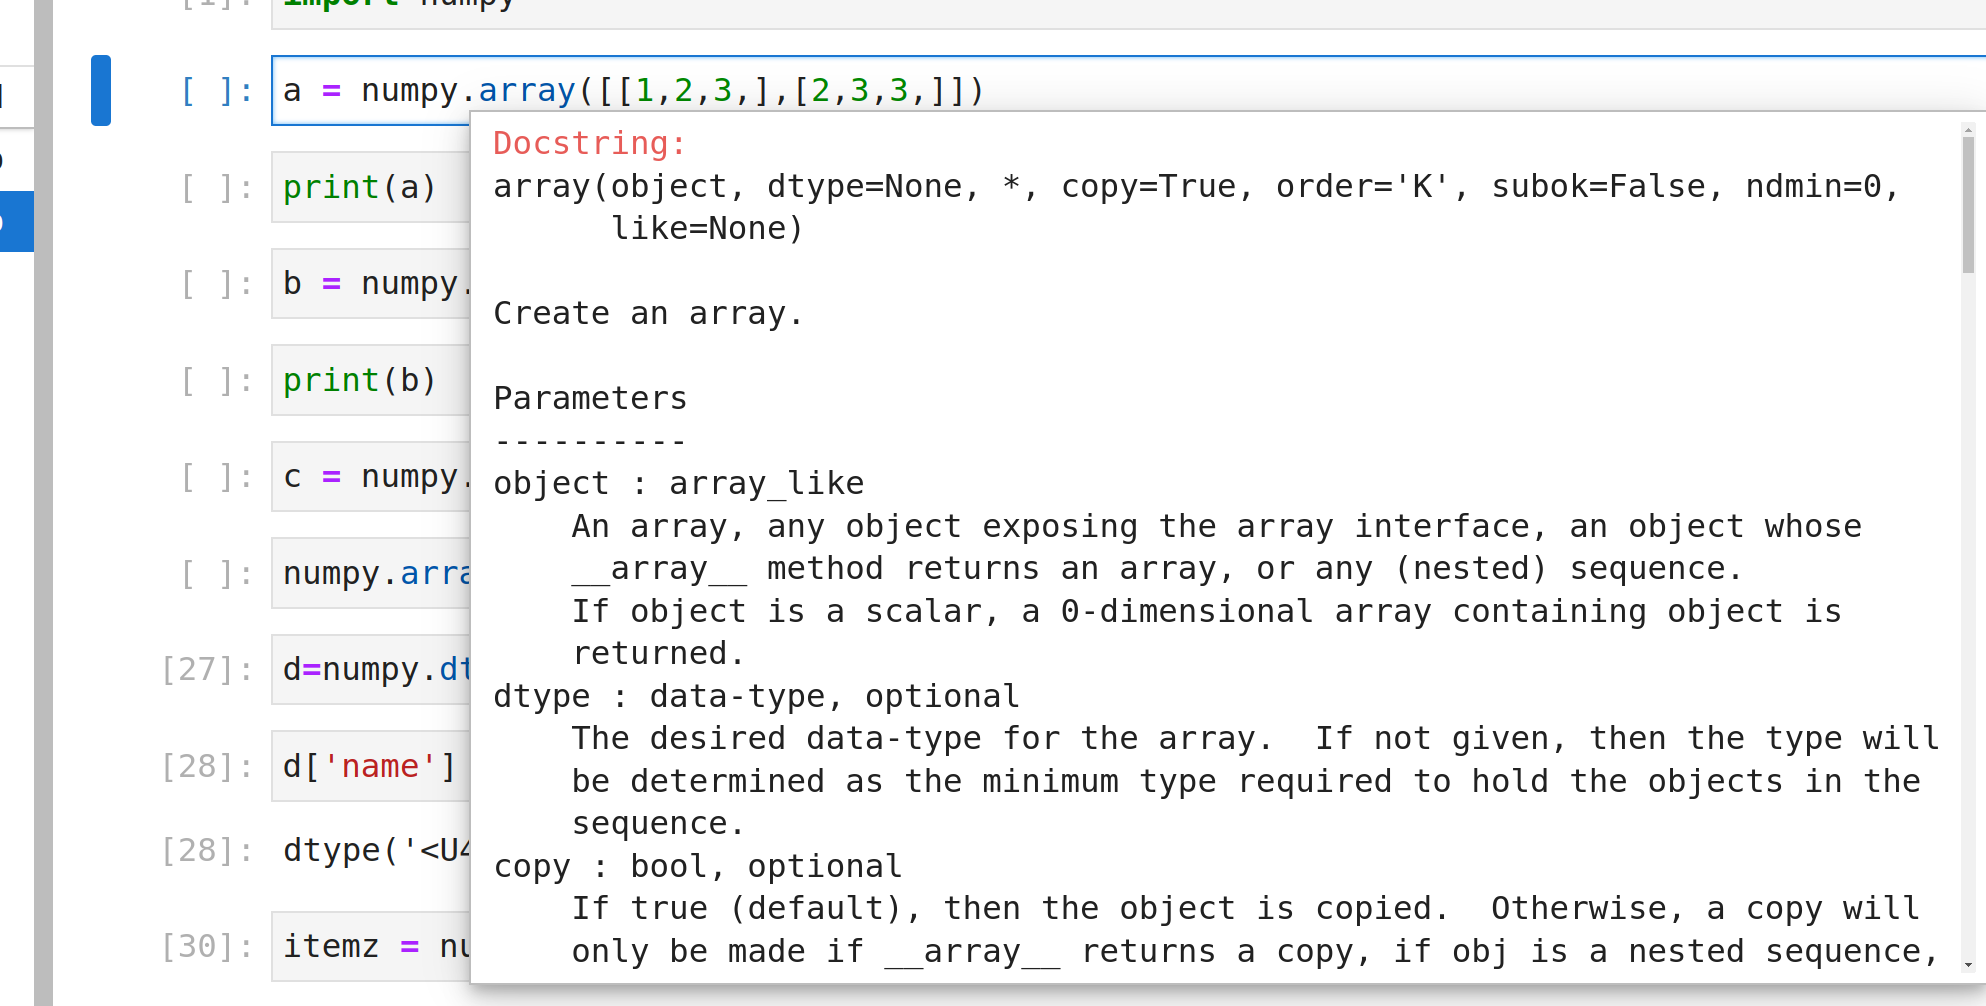 [1]: import numpy
[ ]: a = numpy.array([[1,2,3,],[2,3,3,]])
Docstring:
[ ]: print(a)
array(object, dtype=None, *, copy=True, order='K', subok=False, ndmin=0,
like=None)
[ ]: b = numpy.
Create an array.
[ ]: print(b)
Parameters
----------
[ ]: c = numpy.
object : array_like
An array, any object exposing the array interface, an object whose
[ ]: numpy.arra
__array__ method returns an array, or any (nested) sequence.
If object is a scalar, a 0-dimensional array containing object is
returned.
[27]: d=numpy.dt
dtype : data-type, optional
The desired data-type for the array.  If not given, then the type will
[28]: d['name']
be determined as the minimum type required to hold the objects in the
sequence.
[28]: dtype('<U4
copy : bool, optional
If true (default), then the object is copied.  Otherwise, a copy will
[30]: itemz = nu
only be made if __array__ returns a copy, if obj is a nested sequence,